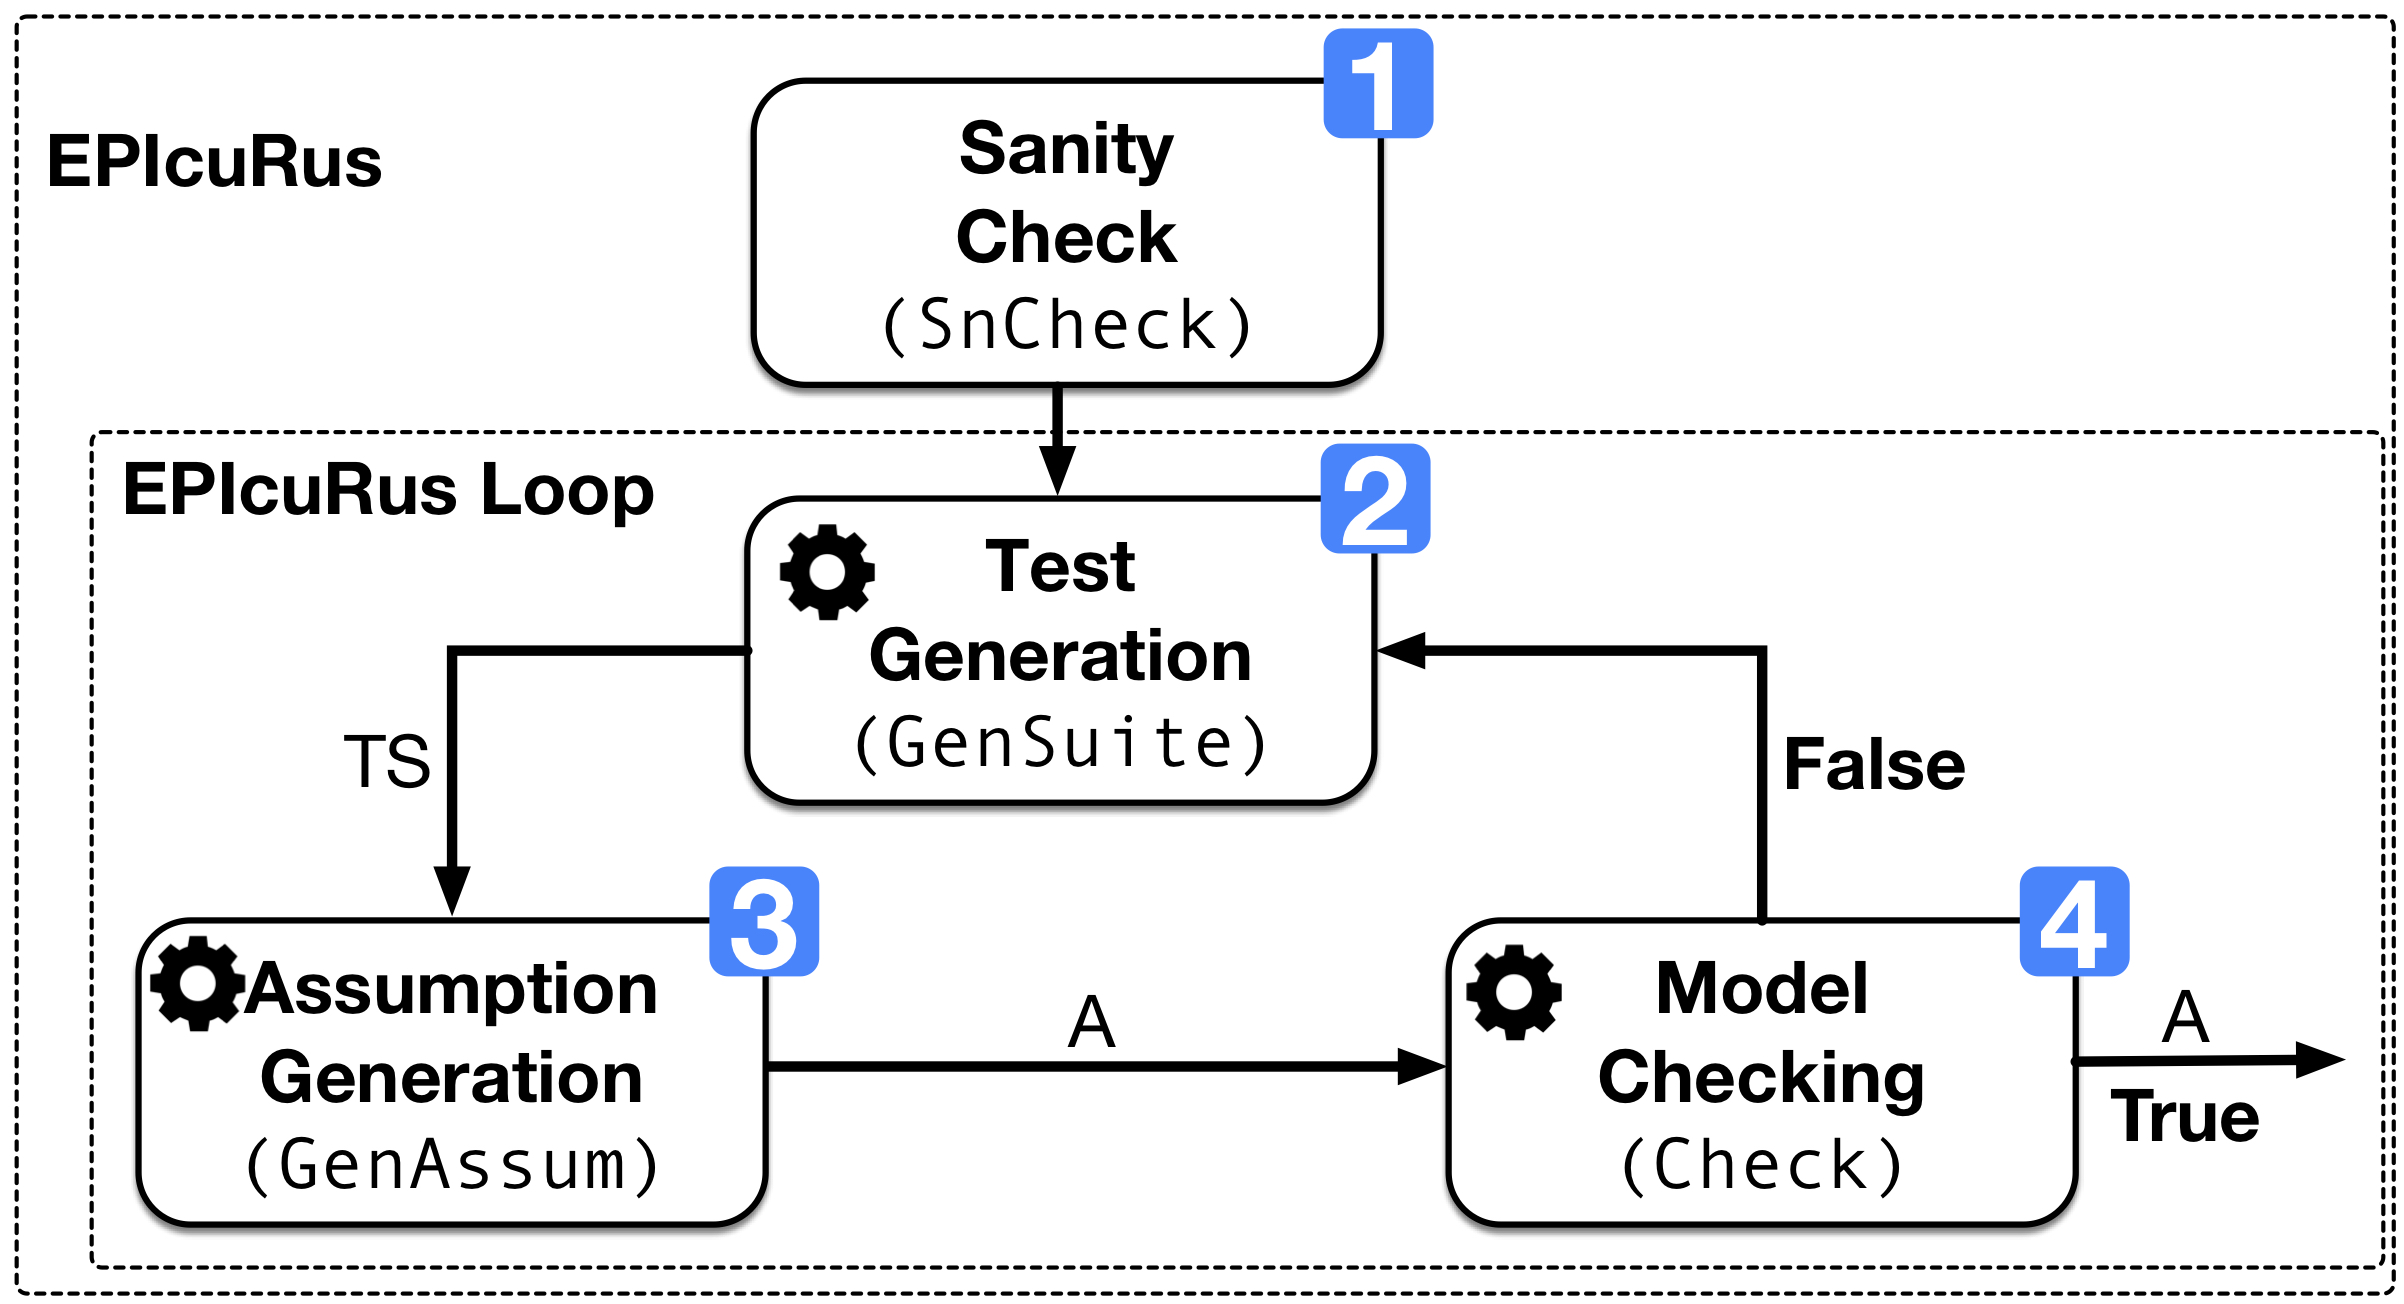 EPIcuRus
1
Sanity
Check
(SnCheck)
EPIcuRus Loop
2
Test
Generation
(GenSuite)
TS
False
3
Assumption
Generation
(GenAssum)
A
4
Model
Checking
(Check)
A
True